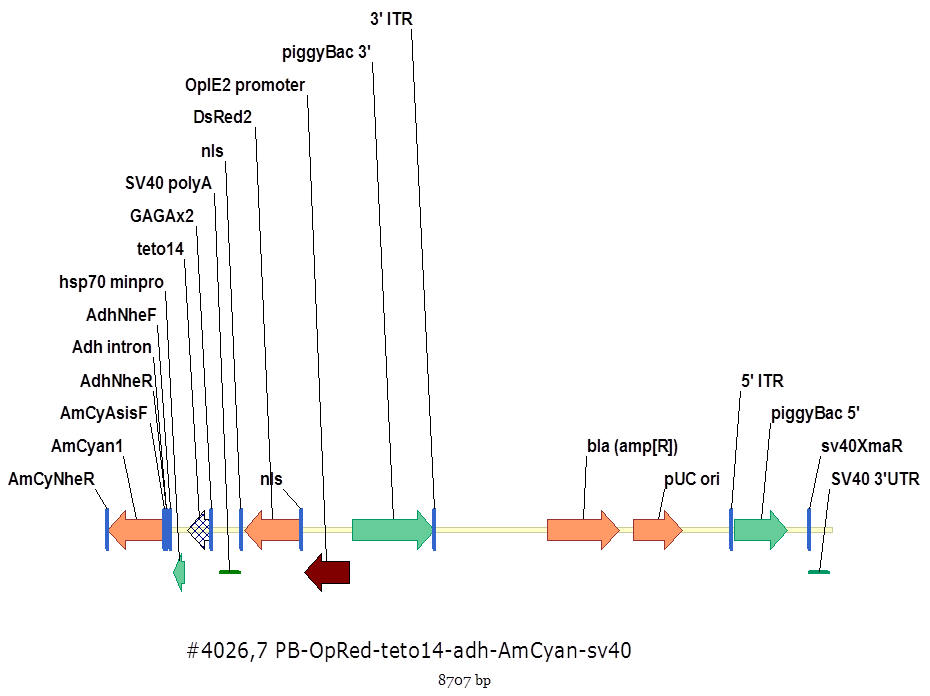 3' ITR
piggyBac 3'
OpIE2 promoter
DsRed2
nls
SV40 polyA
GAGAx2
teto14
hsp70 minpro
AdhNheF
Adh intron
AdhNheR
AmCyAsisF
AmCyan1
AmCyNheR
nls
5' ITR
piggyBac 5'
bla (amp[R])
sv40XmaR
pUC ori
SV40 3'UTR
#4026,7 PB-OpRed-teto14-adh-AmCyan-sv40
8707 bp